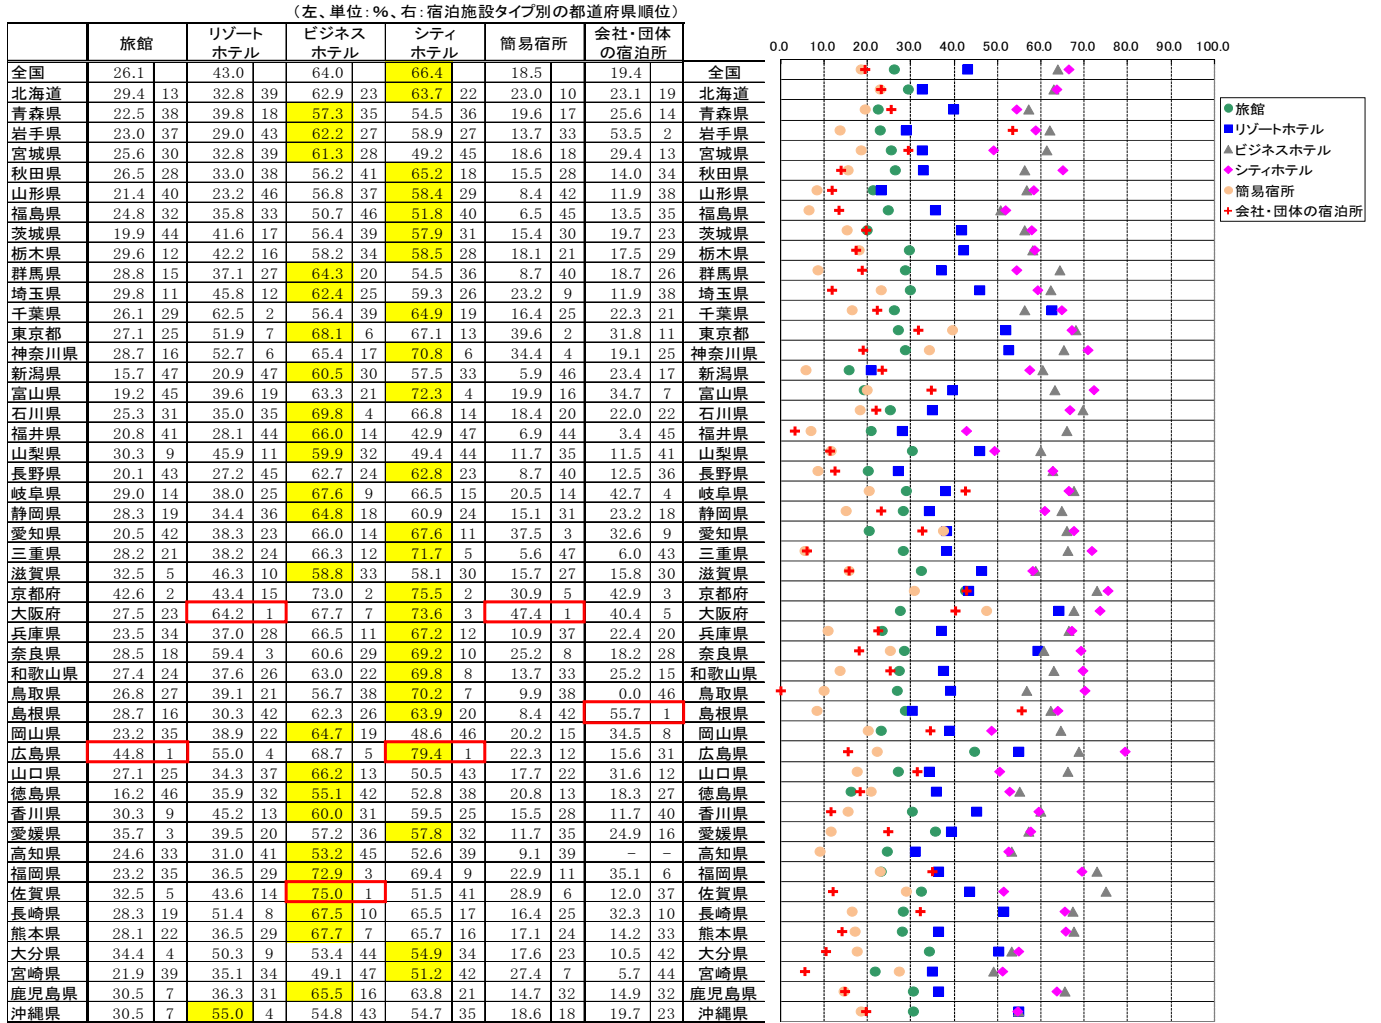 (左、単位:%、右:宿泊施設タイプ別の都道府県順位)
旅館 リゾートホテル ビジネスホテル シティホテル 簡易宿所 会社・団体の宿泊所
0.0 10.0 20.0 30.0 40.0 50.0 60.0 70.0 80.0 90.0 100.0
全国 26.1 43.0 64.0 66.4 18.5 19.4 全国
北海道 29.4 13 32.8 39 62.9 23 63.7 22 23.0 10 23.1 19 北海道
青森県 22.5 38 39.8 18 57.3 35 54.5 36 19.6 17 25.6 14 青森県
岩手県 23.0 37 29.0 43 62.2 27 58.9 27 13.7 33 53.5 2 岩手県
宮城県 25.6 30 32.8 39 61.3 28 49.2 45 18.6 18 29.4 13 宮城県
秋田県 26.5 28 33.0 38 56.2 41 65.2 18 15.5 28 14.0 34 秋田県
山形県 21.4 40 23.2 46 56.8 37 58.4 29 8.4 42 11.9 38 山形県
福島県 24.8 32 35.8 33 50.7 46 51.8 40 6.5 45 13.5 35 福島県
茨城県 19.9 44 41.6 17 56.4 39 57.9 31 15.4 30 19.7 23 茨城県
栃木県 29.6 12 42.2 16 58.2 34 58.5 28 18.1 21 17.5 29 栃木県
群馬県 28.8 15 37.1 27 64.3 20 54.5 36 8.7 40 18.7 26 群馬県
埼玉県 29.8 11 45.8 12 62.4 25 59.3 26 23.2 9 11.9 38 埼玉県
千葉県 26.1 29 62.5 2 56.4 39 64.9 19 16.4 25 22.3 21 千葉県
東京都 27.1 25 51.9 7 68.1 6 67.1 13 39.6 2 31.8 11 東京都
神奈川県 28.7 16 52.7 6 65.4 17 70.8 6 34.4 4 19.1 25 神奈川県
新潟県 15.7 47 20.9 47 60.5 30 57.5 33 5.9 46 23.4 17 新潟県
富山県 19.2 45 39.6 19 63.3 21 72.3 4 19.9 16 34.7 7 富山県
石川県 25.3 31 35.0 35 69.8 4 66.8 14 18.4 20 22.0 22 石川県
福井県 20.8 41 28.1 44 66.0 14 42.9 47 6.9 44 3.4 45 福井県
山梨県 30.3 9 45.9 11 59.9 32 49.4 44 11.7 35 11.5 41 山梨県
長野県 20.1 43 27.2 45 62.7 24 62.8 23 8.7 40 12.5 36 長野県
岐阜県 29.0 14 38.0 25 67.6 9 66.5 15 20.5 14 42.7 4 岐阜県
静岡県 28.3 19 34.4 36 64.8 18 60.9 24 15.1 31 23.2 18 静岡県
愛知県 20.5 42 38.3 23 66.0 14 67.6 11 37.5 3 32.6 9 愛知県
三重県 28.2 21 38.2 24 66.3 12 71.7 5 5.6 47 6.0 43 三重県
滋賀県 32.5 5 46.3 10 58.8 33 58.1 30 15.7 27 15.8 30 滋賀県
京都府 42.6 2 43.4 15 73.0 2 75.5 2 30.9 5 42.9 3 京都府
大阪府 27.5 23 64.2 1 67.7 7 73.6 3 47.4 1 40.4 5 大阪府
兵庫県 23.5 34 37.0 28 66.5 11 67.2 12 10.9 37 22.4 20 兵庫県
奈良県 28.5 18 59.4 3 60.6 29 69.2 10 25.2 8 18.2 28 奈良県
和歌山県 27.4 24 37.6 26 63.0 22 69.8 8 13.7 33 25.2 15 和歌山県
鳥取県 26.8 27 39.1 21 56.7 38 70.2 7 9.9 38 0.0 46 鳥取県
島根県 28.7 16 30.3 42 62.3 26 63.9 20 8.4 42 55.7 1 島根県
岡山県 23.2 35 38.9 22 64.7 19 48.6 46 20.2 15 34.5 8 岡山県
広島県 44.8 1 55.0 4 68.7 5 79.4 1 22.3 12 15.6 31 広島県
山口県 27.1 25 34.3 37 66.2 13 50.5 43 17.7 22 31.6 12 山口県
徳島県 16.2 46 35.9 32 55.1 42 52.8 38 20.8 13 18.3 27 徳島県
香川県 30.3 9 45.2 13 60.0 31 59.5 25 15.5 28 11.7 40 香川県
愛媛県 35.7 3 39.5 20 57.2 36 57.8 32 11.7 35 24.9 16 愛媛県
高知県 24.6 33 31.0 41 53.2 45 52.6 39 9.1 39 － － 高知県
福岡県 23.2 35 36.5 29 72.9 3 69.4 9 22.9 11 35.1 6 福岡県
佐賀県 32.5 5 43.6 14 75.0 1 51.5 41 28.9 6 12.0 37 佐賀県
長崎県 28.3 19 51.4 8 67.5 10 65.5 17 16.4 25 32.3 10 長崎県
熊本県 28.1 22 36.5 29 67.7 7 65.7 16 17.1 24 14.2 33 熊本県
大分県 34.4 4 50.3 9 53.4 44 54.9 34 17.6 23 10.5 42 大分県
宮崎県 21.9 39 35.1 34 49.1 47 51.2 42 27.4 7 5.7 44 宮崎県
鹿児島県 30.5 7 36.3 31 65.5 16 63.8 21 14.7 32 14.9 32 鹿児島県
沖縄県 30.5 7 55.0 4 54.8 43 54.7 35 18.6 18 19.7 23 沖縄県
旅館
リゾートホテル
ビジネスホテル
シティホテル
簡易宿所
会社・団体の宿泊所